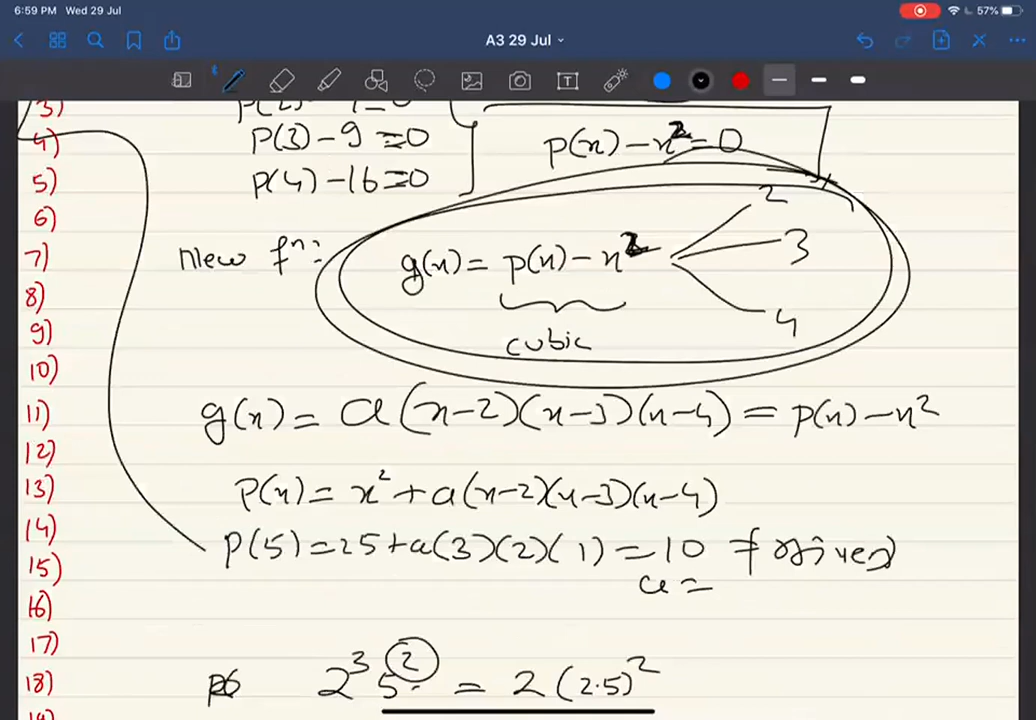 6:59 PM Wed 29 Jul
57%
A3 29 Jul
3)
4) P(3) - 9 = 0
p(x) - x² = 0
5) P(4) - 16 = 0
6)
2
7) New fⁿ: g(x) = p(x) - x²
3
8)
4
9) cubic
10)
11) g(x) = a(x-2)(x-3)(x-4) = p(x) - x²
12)
13) P(x) = x² + a(x-2)(x-3)(x-4)
14)
15) P(5) = 25 + a(3)(2)(1) = 10
a =
16)
17)
18) 2³ 5² = 2(2·5)²